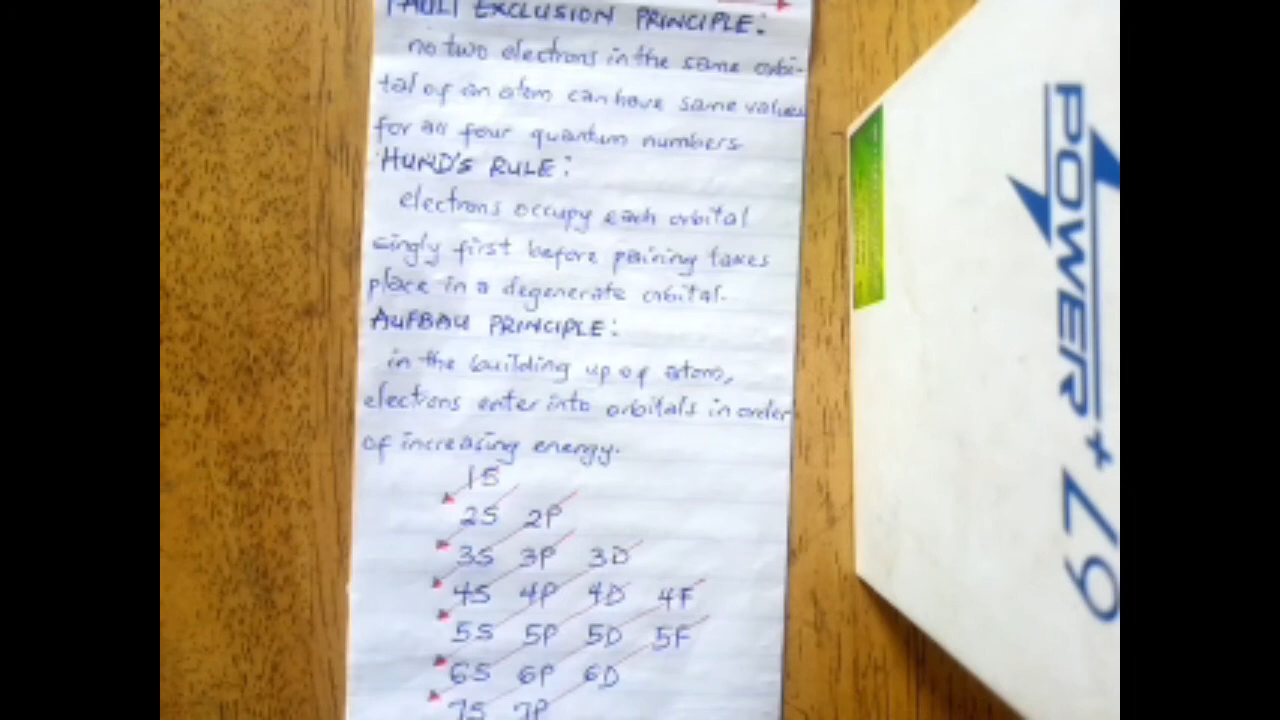 PAULI EXCLUSION PRINCIPLE:
no two electrons in the same orbi-
tal of an atom can have same values
for all four quantum numbers
HUND'S RULE:
electrons occupy each orbital
singly first before pairing takes
place in a degenerate orbital.
AUFBAU PRINCIPLE:
in the building up of atom,
electrons enter into orbitals in order
of increasing energy.
1S
2S 2P
3S 3P 3D
4S 4P 4D 4F
5S 5P 5D 5F
6S 6P 6D
7S 7P
POWER+ L9